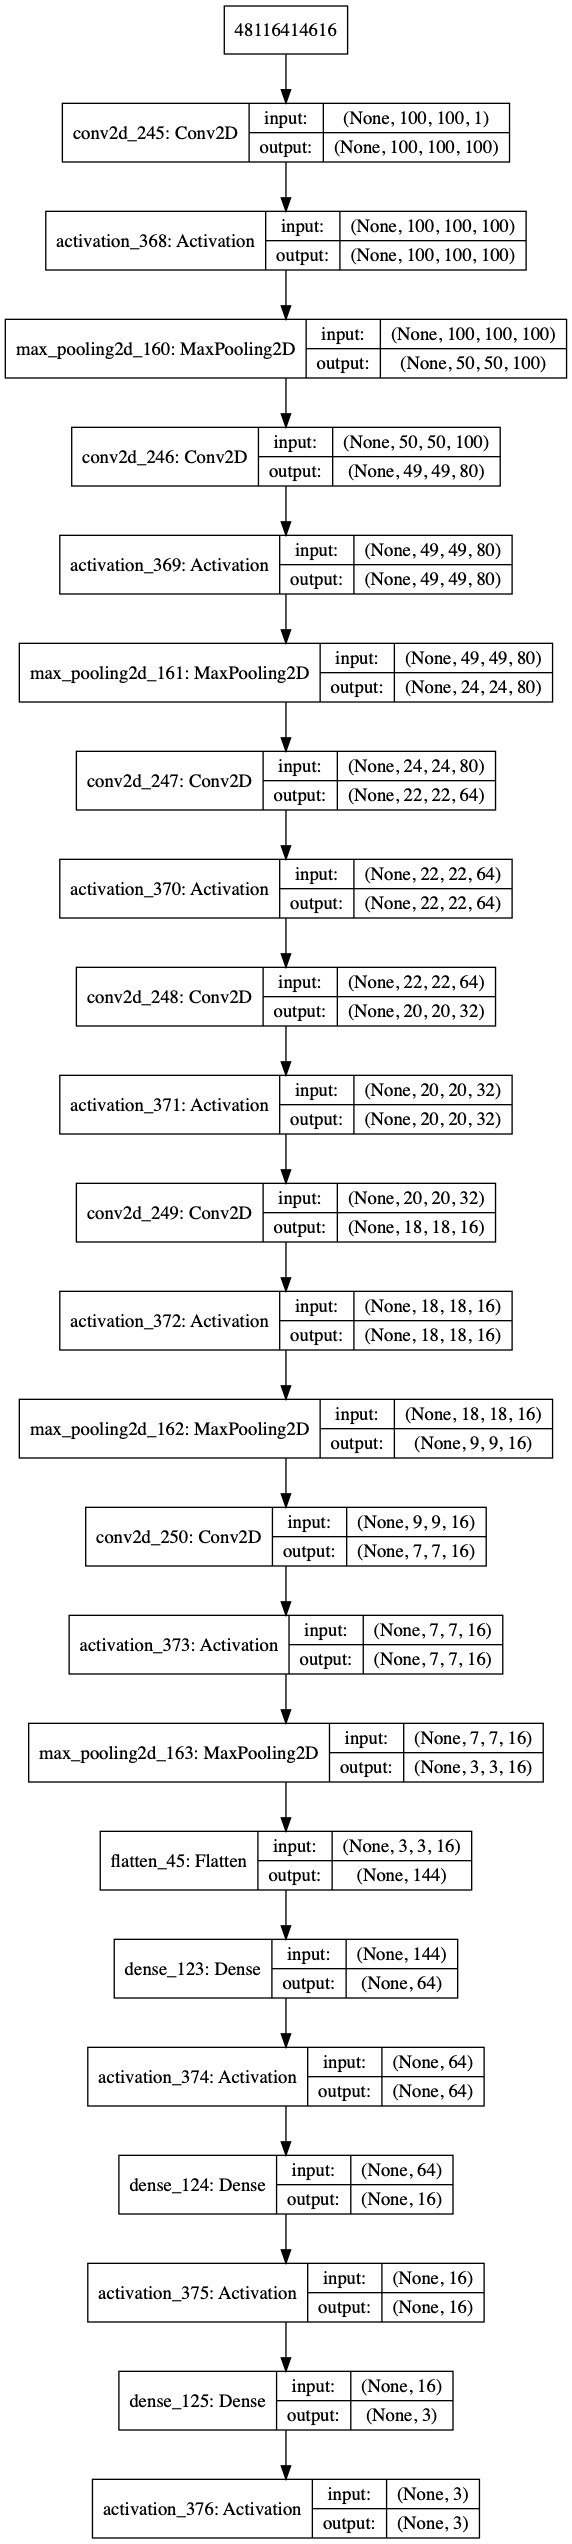 48116414616
conv2d_245: Conv2D
input: (None, 100, 100, 1)
output: (None, 100, 100, 100)
activation_368: Activation
input: (None, 100, 100, 100)
output: (None, 100, 100, 100)
max_pooling2d_160: MaxPooling2D
input: (None, 100, 100, 100)
output: (None, 50, 50, 100)
conv2d_246: Conv2D
input: (None, 50, 50, 100)
output: (None, 49, 49, 80)
activation_369: Activation
input: (None, 49, 49, 80)
output: (None, 49, 49, 80)
max_pooling2d_161: MaxPooling2D
input: (None, 49, 49, 80)
output: (None, 24, 24, 80)
conv2d_247: Conv2D
input: (None, 24, 24, 80)
output: (None, 22, 22, 64)
activation_370: Activation
input: (None, 22, 22, 64)
output: (None, 22, 22, 64)
conv2d_248: Conv2D
input: (None, 22, 22, 64)
output: (None, 20, 20, 32)
activation_371: Activation
input: (None, 20, 20, 32)
output: (None, 20, 20, 32)
conv2d_249: Conv2D
input: (None, 20, 20, 32)
output: (None, 18, 18, 16)
activation_372: Activation
input: (None, 18, 18, 16)
output: (None, 18, 18, 16)
max_pooling2d_162: MaxPooling2D
input: (None, 18, 18, 16)
output: (None, 9, 9, 16)
conv2d_250: Conv2D
input: (None, 9, 9, 16)
output: (None, 7, 7, 16)
activation_373: Activation
input: (None, 7, 7, 16)
output: (None, 7, 7, 16)
max_pooling2d_163: MaxPooling2D
input: (None, 7, 7, 16)
output: (None, 3, 3, 16)
flatten_45: Flatten
input: (None, 3, 3, 16)
output: (None, 144)
dense_123: Dense
input: (None, 144)
output: (None, 64)
activation_374: Activation
input: (None, 64)
output: (None, 64)
dense_124: Dense
input: (None, 64)
output: (None, 16)
activation_375: Activation
input: (None, 16)
output: (None, 16)
dense_125: Dense
input: (None, 16)
output: (None, 3)
activation_376: Activation
input: (None, 3)
output: (None, 3)